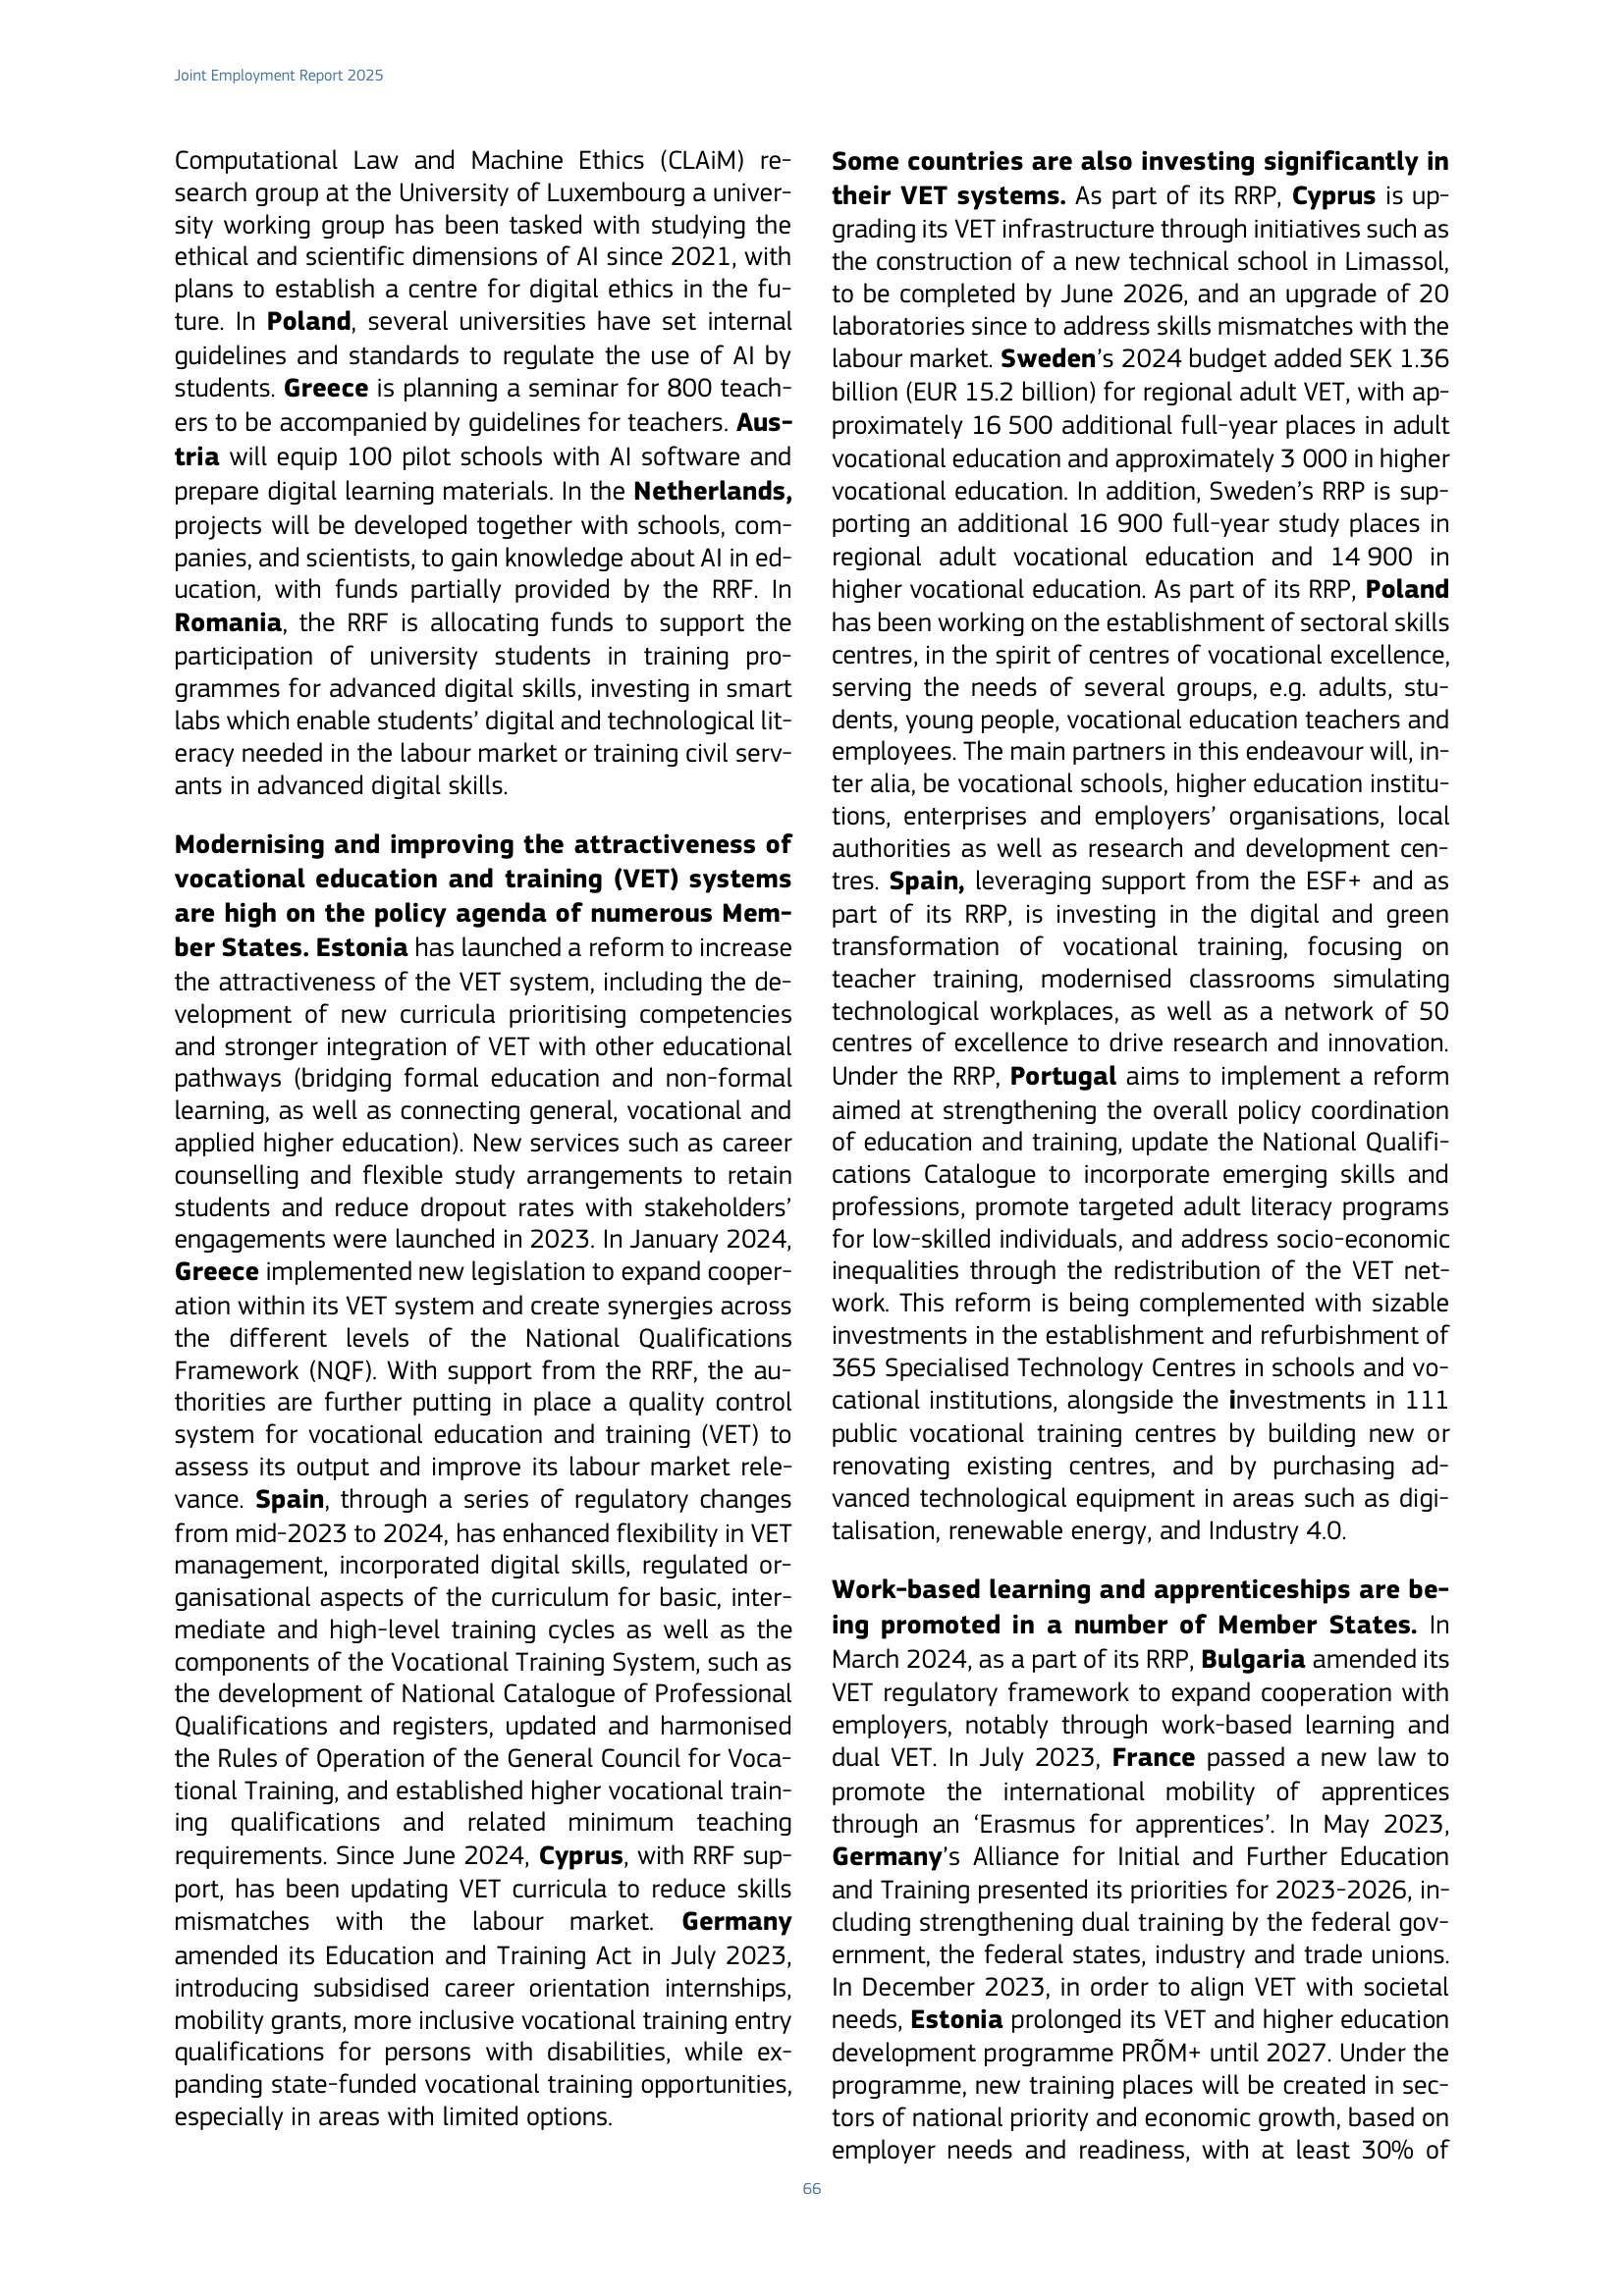 Joint Employment Report 2025
Computational Law and Machine Ethics (CLAiM) re-
search group at the University of Luxembourg a univer-
sity working group has been tasked with studying the
ethical and scientific dimensions of AI since 2021, with
plans to establish a centre for digital ethics in the fu-
ture. In Poland, several universities have set internal
guidelines and standards to regulate the use of AI by
students. Greece is planning a seminar for 800 teach-
ers to be accompanied by guidelines for teachers. Aus-
tria will equip 100 pilot schools with AI software and
prepare digital learning materials. In the Netherlands,
projects will be developed together with schools, com-
panies, and scientists, to gain knowledge about AI in ed-
ucation, with funds partially provided by the RRF. In
Romania, the RRF is allocating funds to support the
participation of university students in training pro-
grammes for advanced digital skills, investing in smart
labs which enable students’ digital and technological lit-
eracy needed in the labour market or training civil serv-
ants in advanced digital skills.
Modernising and improving the attractiveness of
vocational education and training (VET) systems
are high on the policy agenda of numerous Mem-
ber States. Estonia has launched a reform to increase
the attractiveness of the VET system, including the de-
velopment of new curricula prioritising competencies
and stronger integration of VET with other educational
pathways (bridging formal education and non-formal
learning, as well as connecting general, vocational and
applied higher education). New services such as career
counselling and flexible study arrangements to retain
students and reduce dropout rates with stakeholders’
engagements were launched in 2023. In January 2024,
Greece implemented new legislation to expand cooper-
ation within its VET system and create synergies across
the different levels of the National Qualifications
Framework (NQF). With support from the RRF, the au-
thorities are further putting in place a quality control
system for vocational education and training (VET) to
assess its output and improve its labour market rele-
vance. Spain, through a series of regulatory changes
from mid-2023 to 2024, has enhanced flexibility in VET
management, incorporated digital skills, regulated or-
ganisational aspects of the curriculum for basic, inter-
mediate and high-level training cycles as well as the
components of the Vocational Training System, such as
the development of National Catalogue of Professional
Qualifications and registers, updated and harmonised
the Rules of Operation of the General Council for Voca-
tional Training, and established higher vocational train-
ing qualifications and related minimum teaching
requirements. Since June 2024, Cyprus, with RRF sup-
port, has been updating VET curricula to reduce skills
mismatches with the labour market. Germany
amended its Education and Training Act in July 2023,
introducing subsidised career orientation internships,
mobility grants, more inclusive vocational training entry
qualifications for persons with disabilities, while ex-
panding state-funded vocational training opportunities,
especially in areas with limited options.
Some countries are also investing significantly in
their VET systems. As part of its RRP, Cyprus is up-
grading its VET infrastructure through initiatives such as
the construction of a new technical school in Limassol,
to be completed by June 2026, and an upgrade of 20
laboratories since to address skills mismatches with the
labour market. Sweden’s 2024 budget added SEK 1.36
billion (EUR 15.2 billion) for regional adult VET, with ap-
proximately 16 500 additional full-year places in adult
vocational education and approximately 3 000 in higher
vocational education. In addition, Sweden’s RRP is sup-
porting an additional 16 900 full-year study places in
regional adult vocational education and 14 900 in
higher vocational education. As part of its RRP, Poland
has been working on the establishment of sectoral skills
centres, in the spirit of centres of vocational excellence,
serving the needs of several groups, e.g. adults, stu-
dents, young people, vocational education teachers and
employees. The main partners in this endeavour will, in-
ter alia, be vocational schools, higher education institu-
tions, enterprises and employers’ organisations, local
authorities as well as research and development cen-
tres. Spain, leveraging support from the ESF+ and as
part of its RRP, is investing in the digital and green
transformation of vocational training, focusing on
teacher training, modernised classrooms simulating
technological workplaces, as well as a network of 50
centres of excellence to drive research and innovation.
Under the RRP, Portugal aims to implement a reform
aimed at strengthening the overall policy coordination
of education and training, update the National Qualifi-
cations Catalogue to incorporate emerging skills and
professions, promote targeted adult literacy programs
for low-skilled individuals, and address socio-economic
inequalities through the redistribution of the VET net-
work. This reform is being complemented with sizable
investments in the establishment and refurbishment of
365 Specialised Technology Centres in schools and vo-
cational institutions, alongside the investments in 111
public vocational training centres by building new or
renovating existing centres, and by purchasing ad-
vanced technological equipment in areas such as digi-
talisation, renewable energy, and Industry 4.0.
Work-based learning and apprenticeships are be-
ing promoted in a number of Member States. In
March 2024, as a part of its RRP, Bulgaria amended its
VET regulatory framework to expand cooperation with
employers, notably through work-based learning and
dual VET. In July 2023, France passed a new law to
promote the international mobility of apprentices
through an ‘Erasmus for apprentices’. In May 2023,
Germany’s Alliance for Initial and Further Education
and Training presented its priorities for 2023-2026, in-
cluding strengthening dual training by the federal gov-
ernment, the federal states, industry and trade unions.
In December 2023, in order to align VET with societal
needs, Estonia prolonged its VET and higher education
development programme PRÕM+ until 2027. Under the
programme, new training places will be created in sec-
tors of national priority and economic growth, based on
employer needs and readiness, with at least 30% of
66